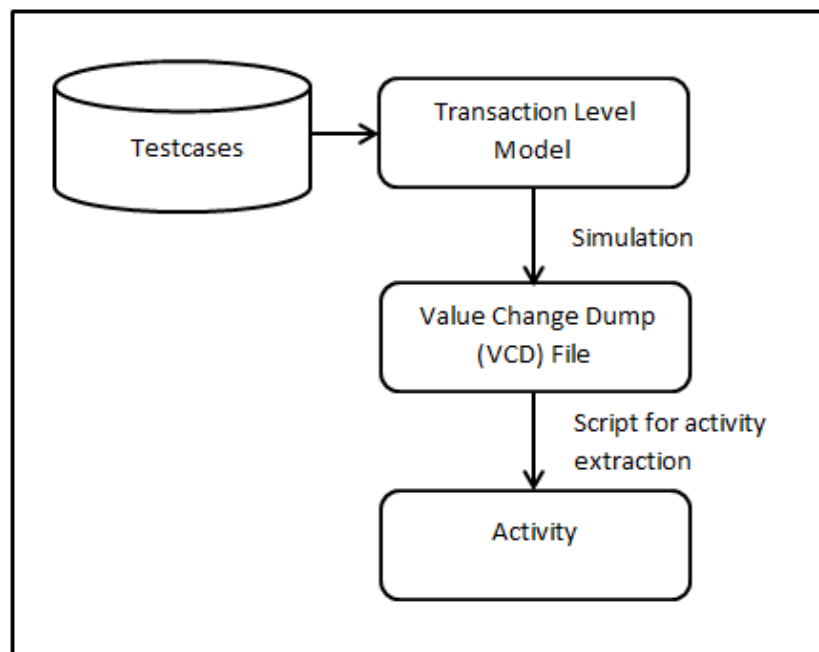 Testcases
Transaction Level
Model
Simulation
Value Change Dump
(VCD) File
Script for activity
extraction
Activity